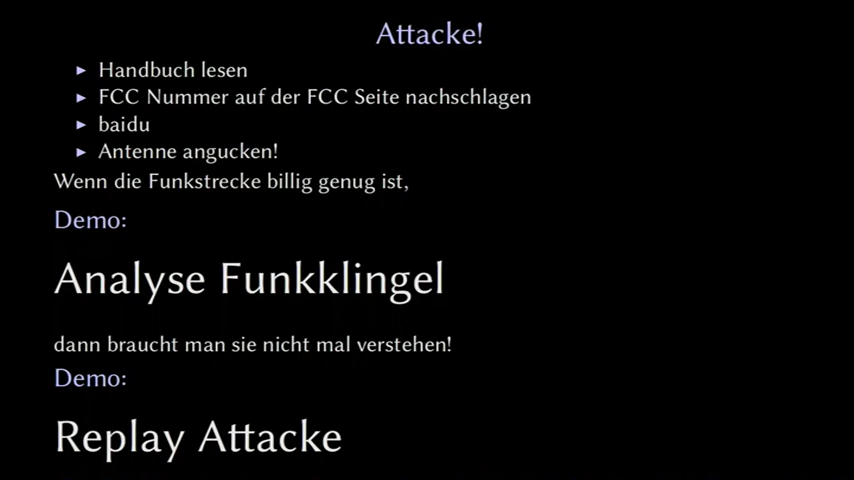 Attacke!
▸ Handbuch lesen
▸ FCC Nummer auf der FCC Seite nachschlagen
▸ baidu
▸ Antenne angucken!
Wenn die Funkstrecke billig genug ist,
Demo:
Analyse Funkklingel
dann braucht man sie nicht mal verstehen!
Demo:
Replay Attacke